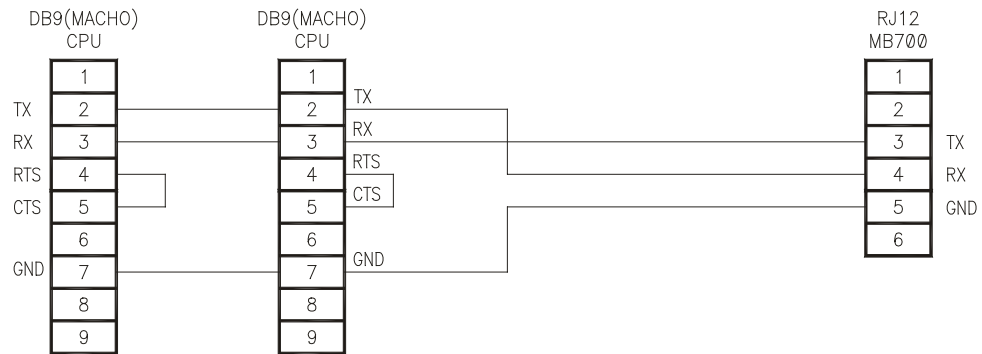 DB9(MACHO) DB9(MACHO) RJ12
CPU CPU MB700
1 1 1
TX 2 2 TX 2
RX 3 3 RX 3 TX
RTS 4 4 RTS 4 RX
CTS 5 5 CTS 5 GND
6 6 6
GND 7 7 GND
8 8
9 9